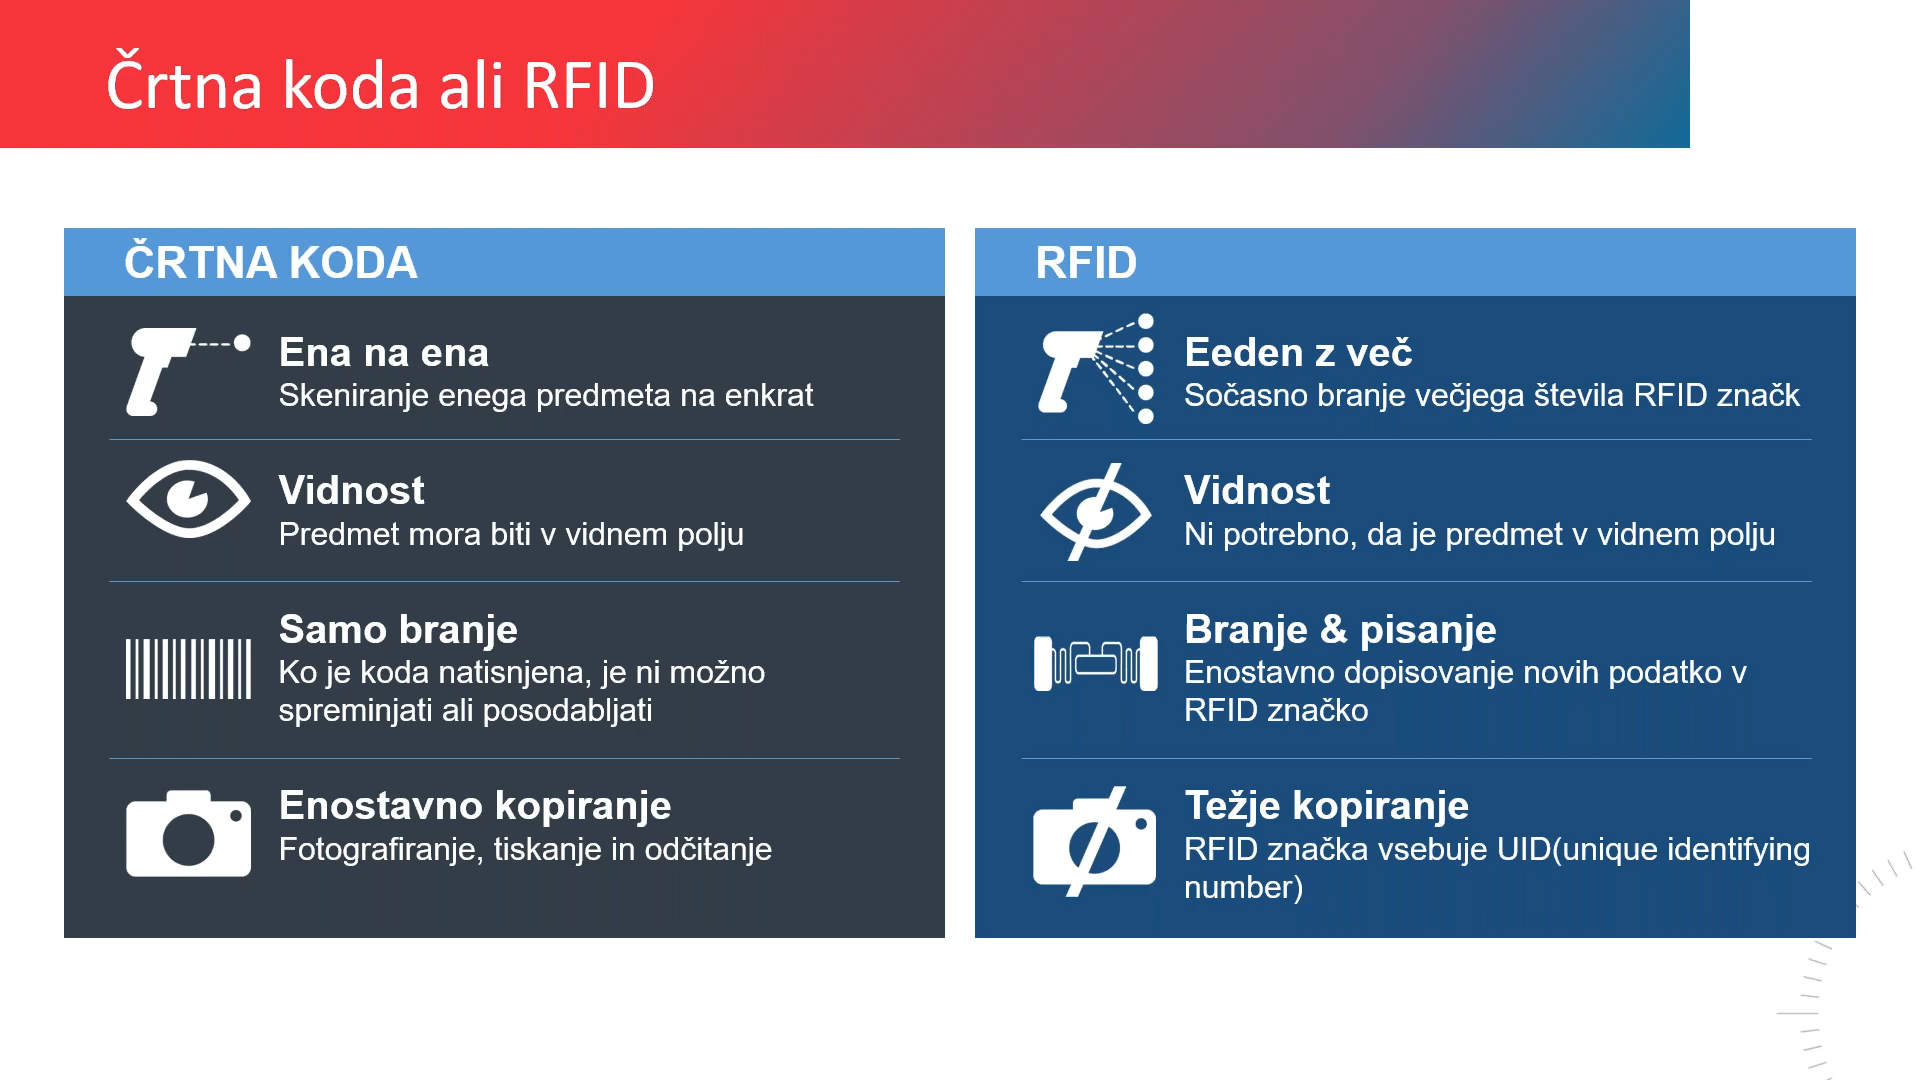 Črtna koda ali RFID
ČRTNA KODA
Ena na ena
Skeniranje enega predmeta na enkrat
Vidnost
Predmet mora biti v vidnem polju
Samo branje
Ko je koda natisnjena, je ni možno
spreminjati ali posodabljati
Enostavno kopiranje
Fotografiranje, tiskanje in odčitanje
RFID
Eeden z več
Sočasno branje večjega števila RFID značk
Vidnost
Ni potrebno, da je predmet v vidnem polju
Branje & pisanje
Enostavno dopisovanje novih podatko v
RFID značko
Težje kopiranje
RFID značka vsebuje UID(unique identifying
number)